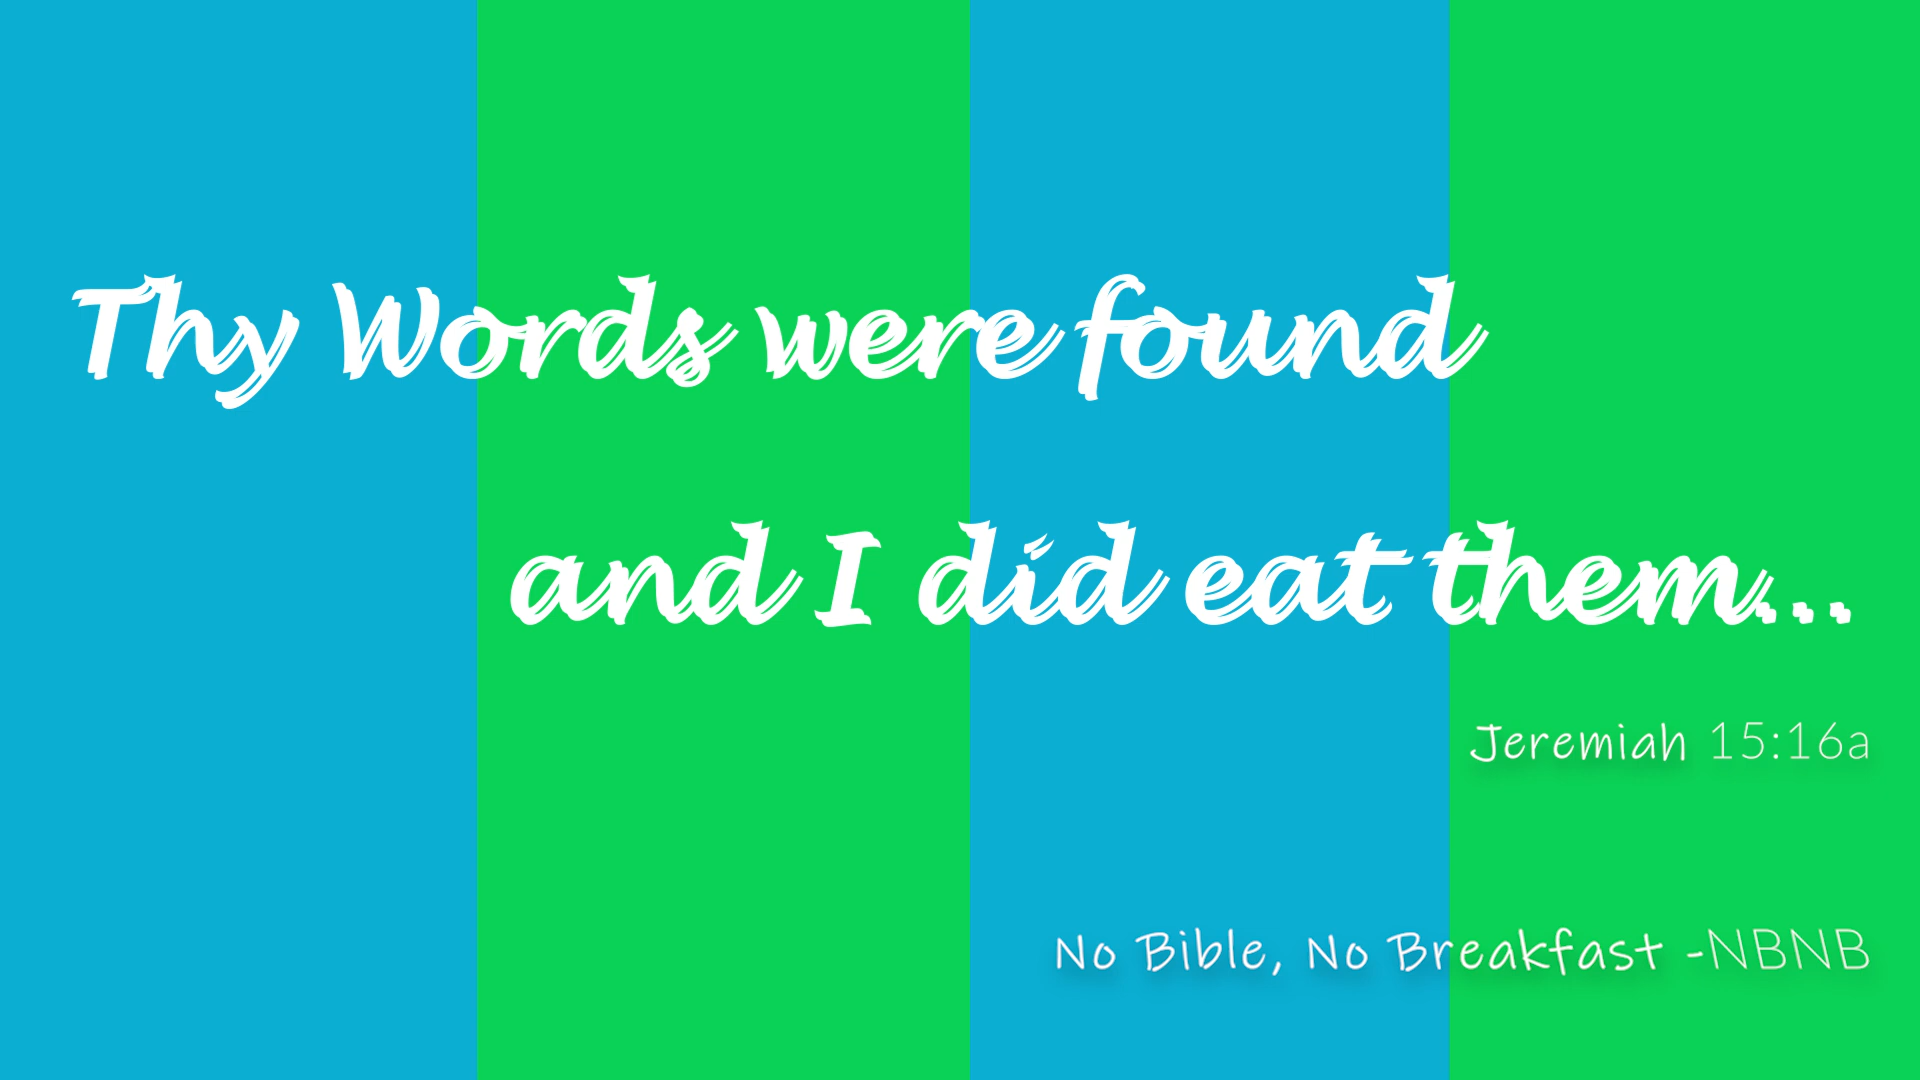 Thy Words were found
and I did eat them...
Jeremiah 15:16a
No Bible, No Breakfast -NBNB